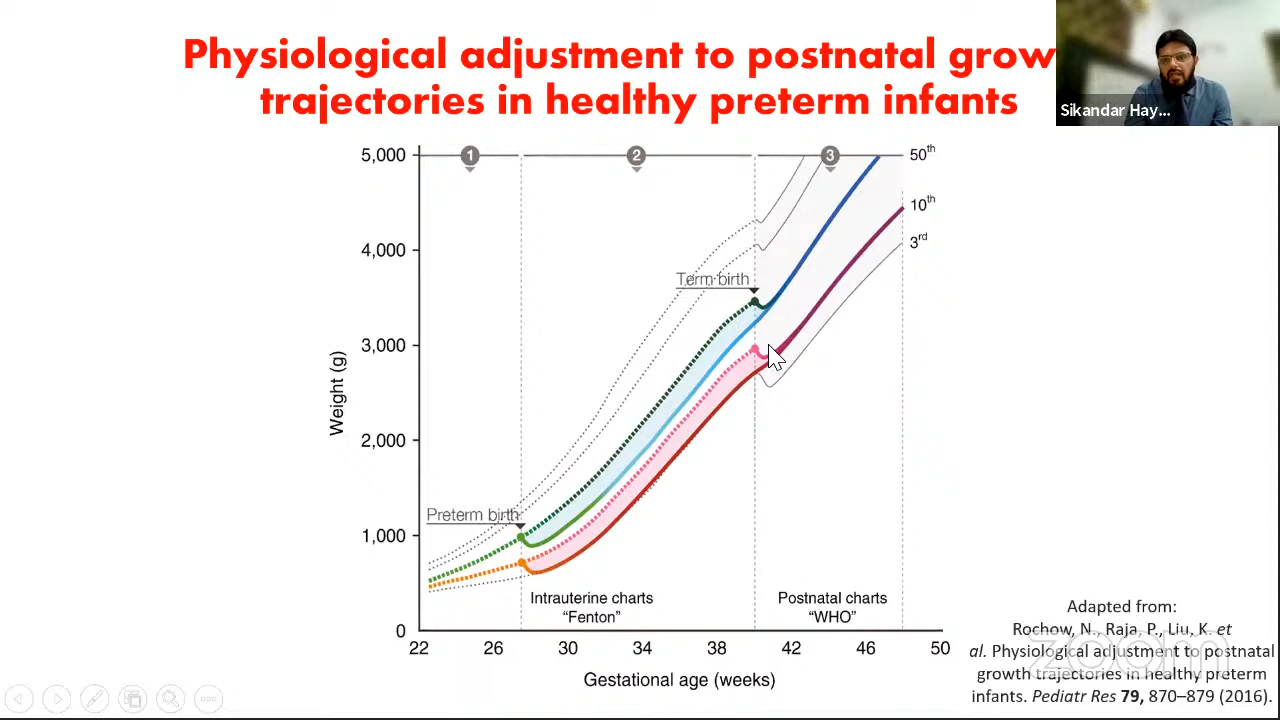 Physiological adjustment to postnatal grow
trajectories in healthy preterm infants
Sikandar Hay...
5,000
1
2
3
50th
10th
3rd
4,000
Term birth
3,000
Weight (g)
2,000
Preterm birth
1,000
Intrauterine charts
"Fenton"
Postnatal charts
"WHO"
0
22 26 30 34 38 42 46 50
Gestational age (weeks)
Adapted from:
Rochow, N., Raja, P., Liu, K. et
al. Physiological adjustment to postnatal
growth trajectories in healthy preterm
infants. Pediatr Res 79, 870–879 (2016).
zoom